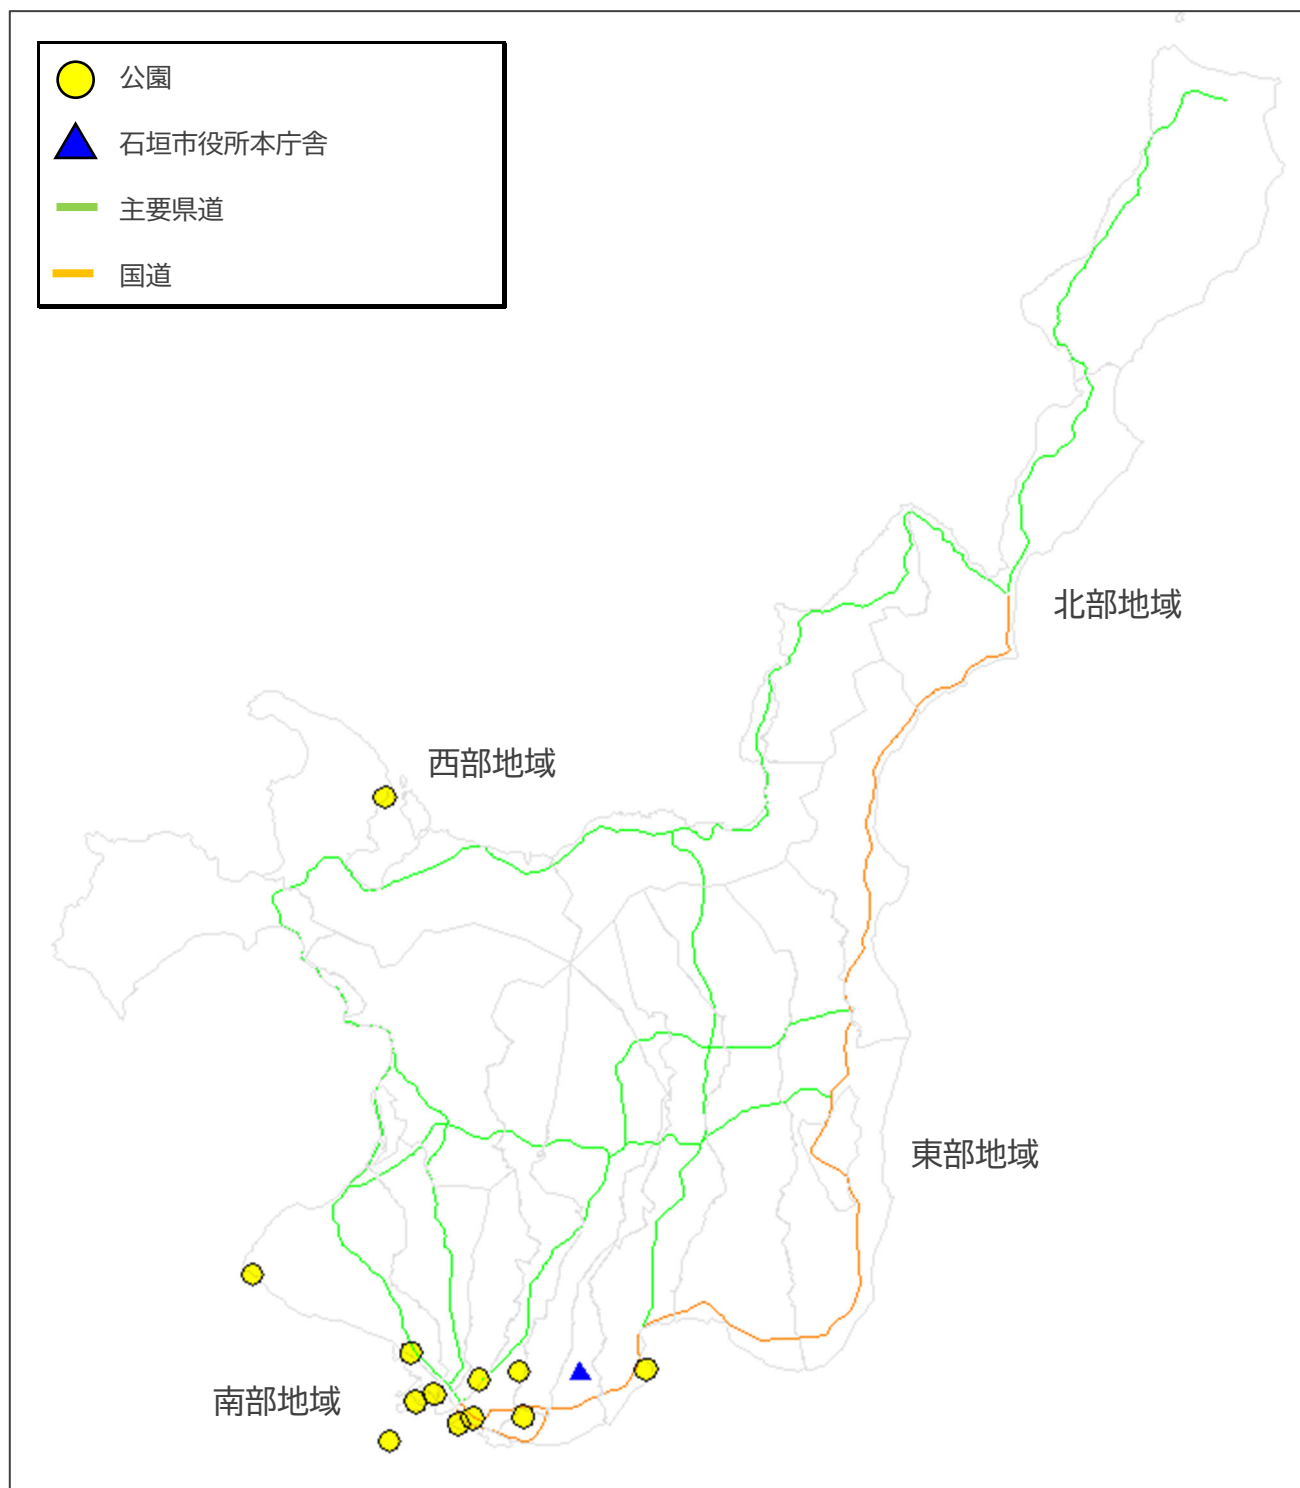 公園
石垣市役所本庁舎
主要県道
国道
北部地域
西部地域
東部地域
南部地域